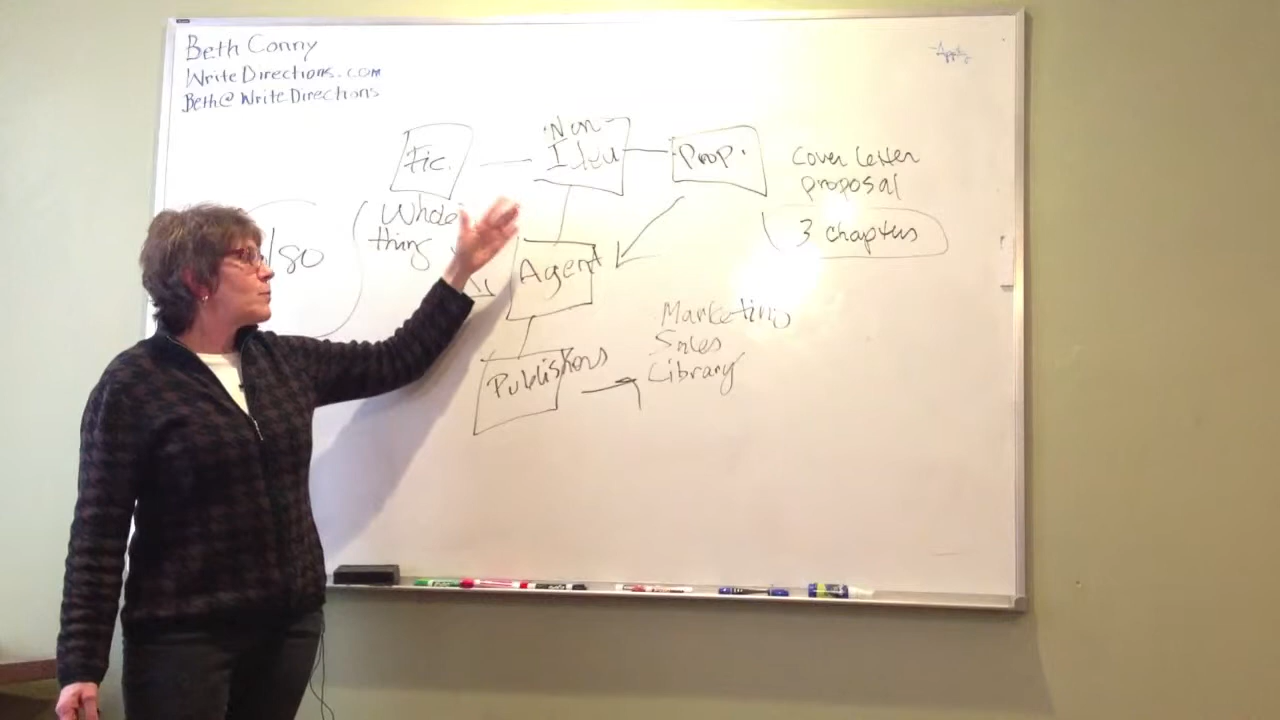 Beth Conny
WriteDirections.com
Beth@WriteDirections
Non
Fic.
Idea
Prop.
Cover Letter
proposal
3 chapters
Whole
thing
Agent
Marketing
Sales
Library
Publishers